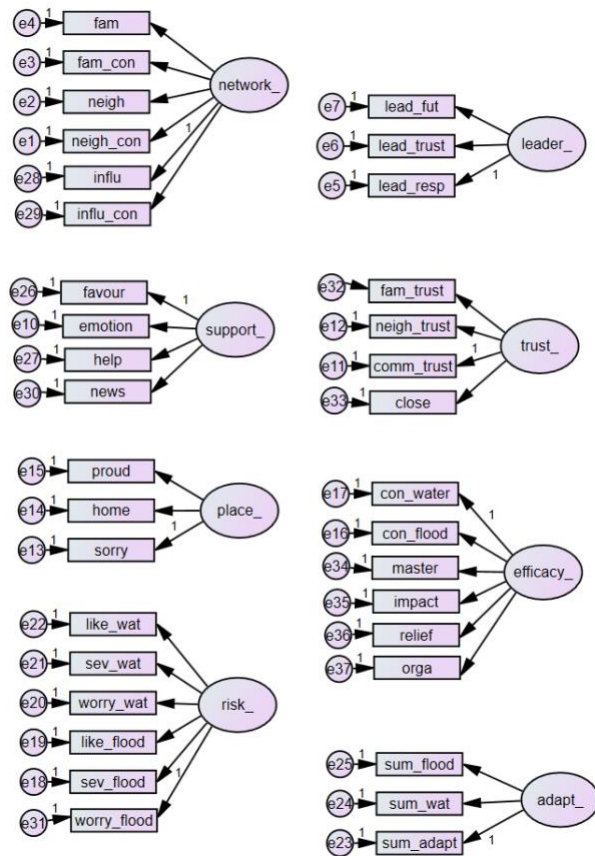 e4 1 fam
e3 1 fam_con
e2 1 neigh
e1 1 neigh_con
e28 1 influ
e29 1 influ_con
1 network_
e7 1 lead_fut
e6 1 lead_trust
e5 1 lead_resp
1 leader_
e26 1 favour
e10 1 emotion
e27 1 help
e30 1 news
1 support_
e32 1 fam_trust
e12 1 neigh_trust
e11 1 comm_trust
e33 1 close
1 trust_
e15 1 proud
e14 1 home
e13 1 sorry
1 place_
e17 1 con_water
e16 1 con_flood
e34 1 master
e35 1 impact
e36 1 relief
e37 1 orga
1 efficacy_
e22 1 like_wat
e21 1 sev_wat
e20 1 worry_wat
e19 1 like_flood
e18 1 sev_flood
e31 1 worry_flood
1 risk_
e25 1 sum_flood
e24 1 sum_wat
e23 1 sum_adapt
1 adapt_